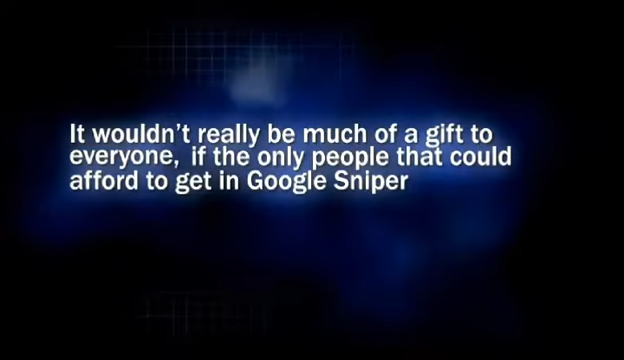 It wouldn't really be much of a gift to
everyone, if the only people that could
afford to get in Google Sniper